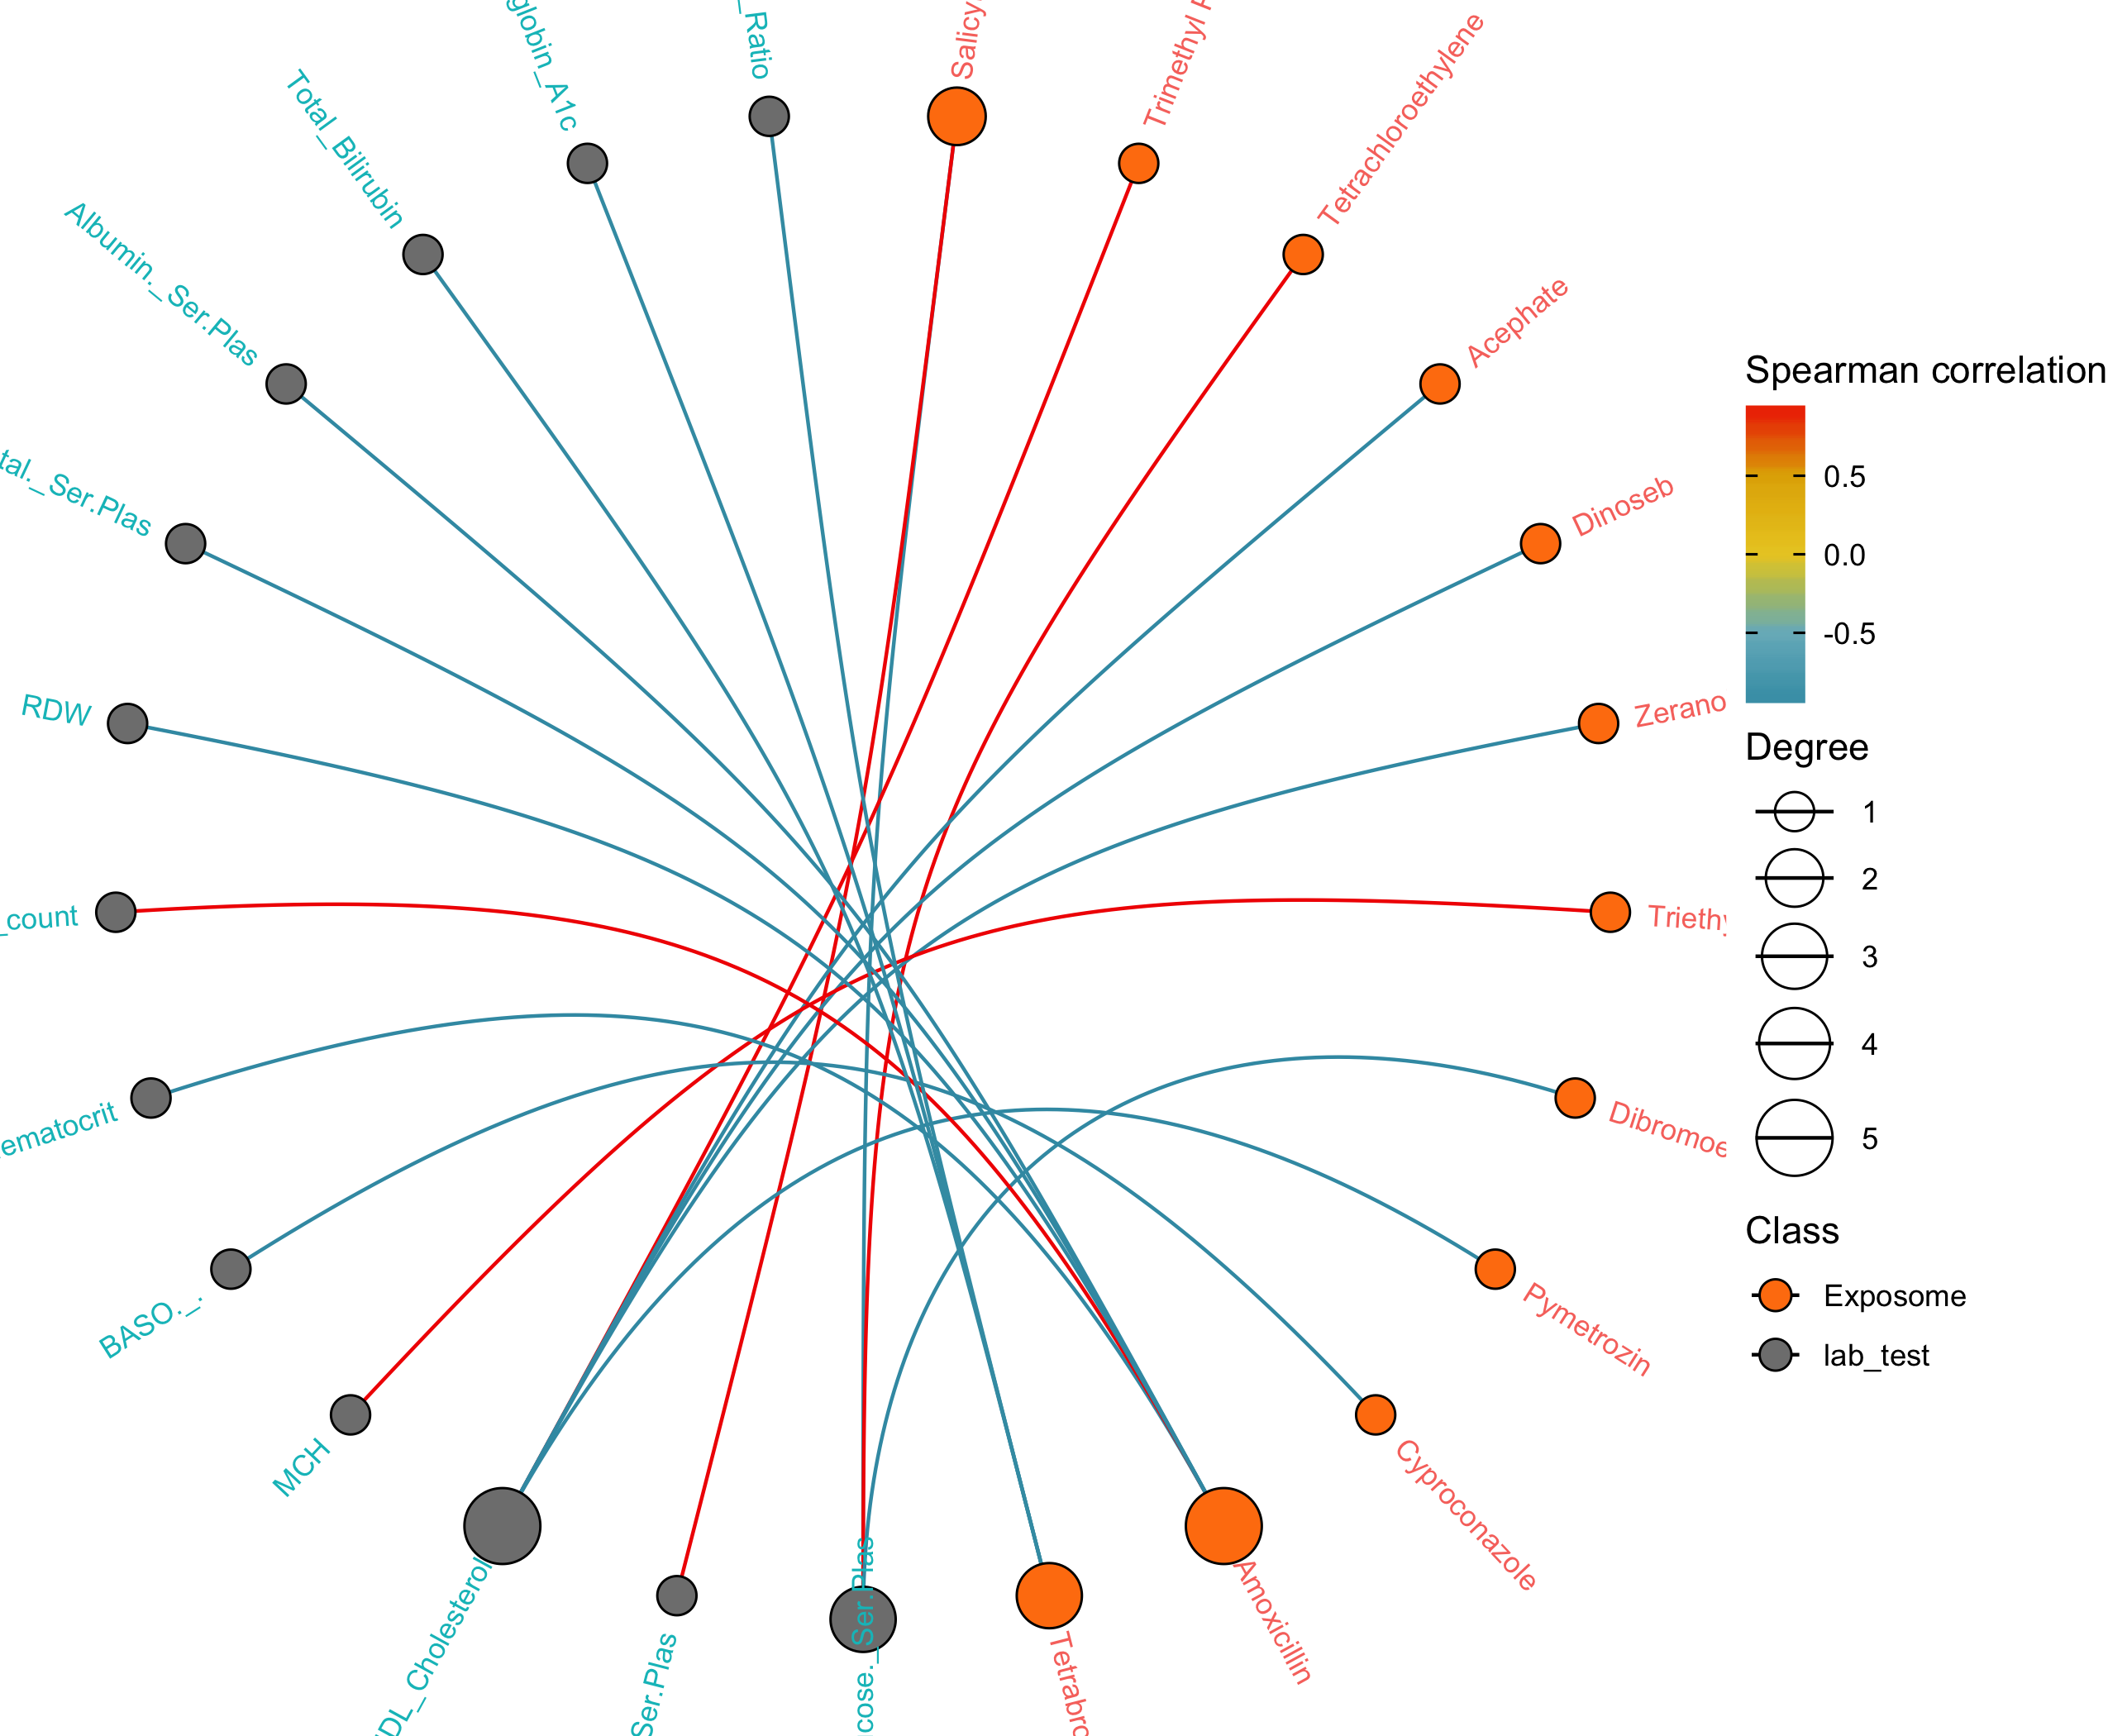 globin_A1c
_Ratio
Salicy
Trimethyl
Tetrachloroethylene
Total_Bilirubin
Albumin._Ser.Plas
Acephate
tal._Ser.Plas
Dinoseb
RDW
Zerano
_count
Triethy
ematocrit
Dibromoe
BASO._.
Pymetrozin
MCH
Cyproconazole
DL_Cholesterol
Ser.Plas
cose._Ser.Plas
Tetrabro
Amoxicillin
Spearman correlation
0.5
0.0
-0.5
Degree
1
2
3
4
5
Class
Exposome
lab_test